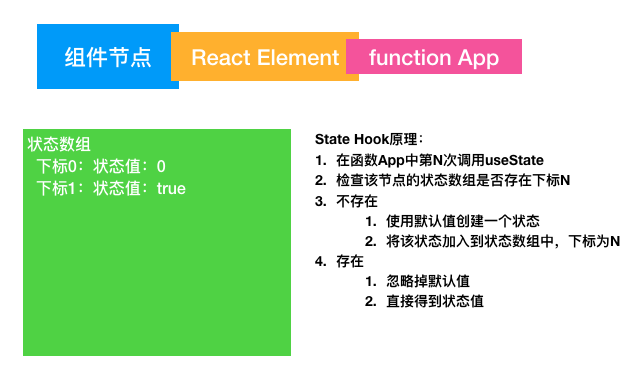 组件节点
React Element
function App
状态数组
下标0：状态值：0
下标1：状态值：true
State Hook原理：
1. 在函数App中第N次调用useState
2. 检查该节点的状态数组是否存在下标N
3. 不存在
1. 使用默认值创建一个状态
2. 将该状态加入到状态数组中，下标为N
4. 存在
1. 忽略掉默认值
2. 直接得到状态值